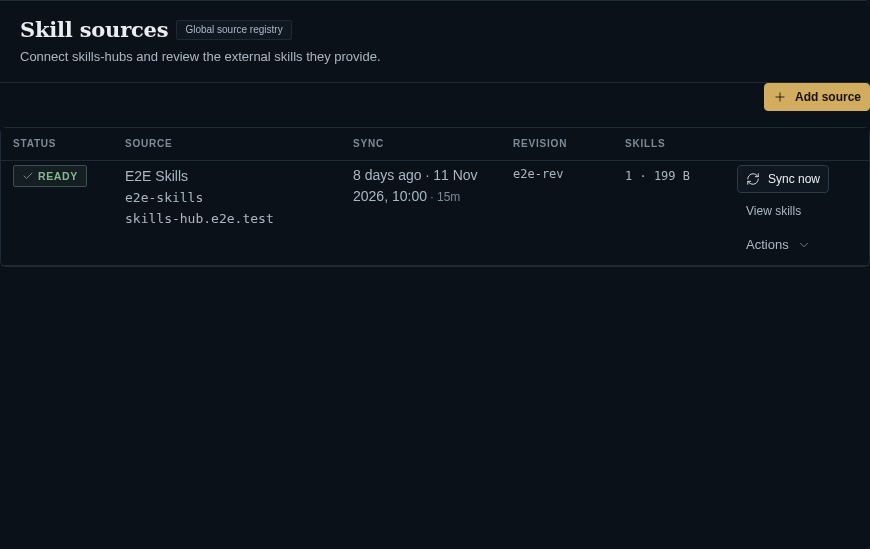 Skill sources
Global source registry
Connect skills-hubs and review the external skills they provide.
Add source
STATUS SOURCE SYNC REVISION SKILLS
READY
E2E Skills
e2e-skills
skills-hub.e2e.test
8 days ago · 11 Nov
2026, 10:00 · 15m
e2e-rev
1 · 199 B
Sync now
View skills
Actions